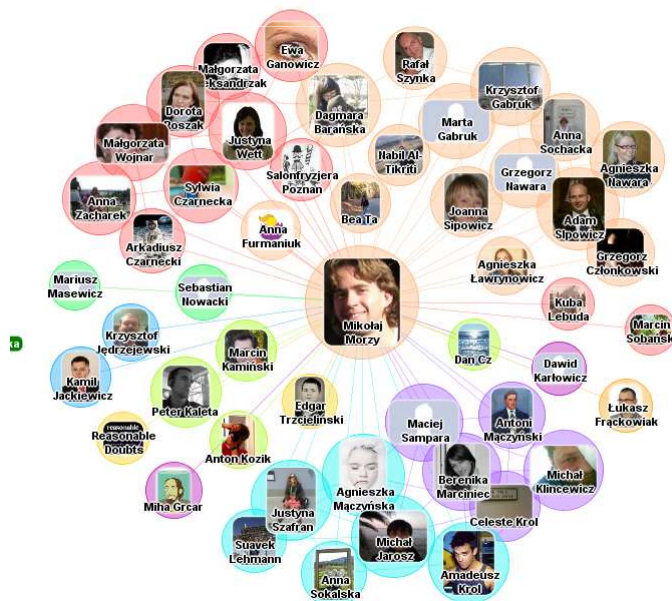 Ewa
Ganowicz
Małgorzata
Rafał
Szynka
Krzysztof
Gabruk
Dorota
Roszak
Dagmara
Barańska
Marta
Gabruk
Anna
Sochacka
Małgorzata
Wojnar
Justyna
Wett
Nabil Al-
Tikriti
Agnieszka
Nawara
Salonfryzjera
Poznan
Grzegorz
Nawara
Anna
Zacharek
Sylwia
Czarnecka
Bea Ta
Joanna
Sipowicz
Adam
Sipowicz
Arkadiusz
Czarnecki
Anna
Furmaniuk
Agnieszka
Ławrynowicz
Grzegorz
Członkowski
Mariusz
Masewicz
Sebastian
Nowacki
Kuba
Lebuda
Mikołaj
Morzy
Marcin
Krzysztof
Jędrzejewski
ka
Marcin
Kamiński
Dan Cz
Dawid
Karłowicz
Kamil
Jackiewicz
Peter Kaleta
Edgar
Trzcielinski
Maciej
Sampara
Antoni
Mączyński
Łukasz
Frąckowiak
reasonable
Reasonable
Doubts
Anton Kozik
Miha Grcar
Agnieszka
Mączyńska
Berenika
Marciniec
Michał
Klincewicz
Justyna
Szafran
Celeste Krol
Suavek
Lehmann
Michał
Jarosz
Anna
Sokalska
Amadeusz
Krol